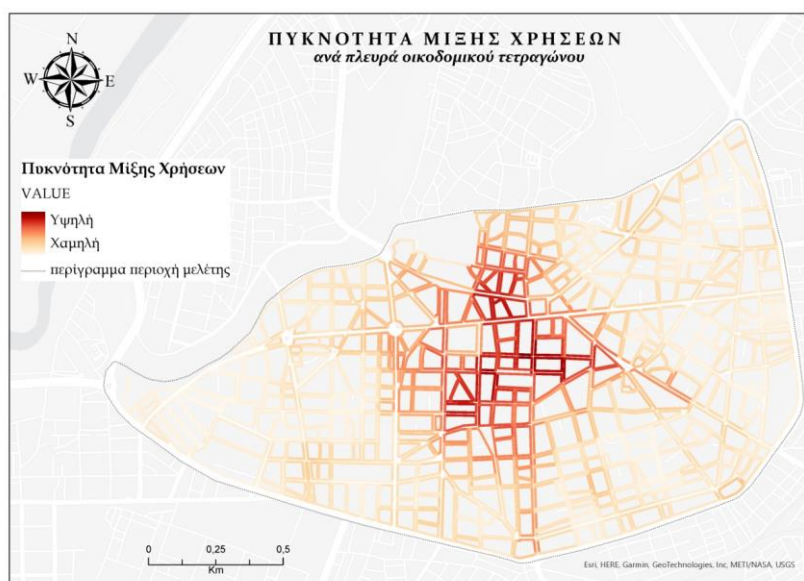 ΠΥΚΝΟΤΗΤΑ ΜΙΞΗΣ ΧΡΗΣΕΩΝ
ανά πλευρά οικοδομικού τετραγώνου
N
W E
S
Πυκνότητα Μίξης Χρήσεων
VALUE
Υψηλή
Χαμηλή
περίγραμμα περιοχή μελέτης
0 0,25 0,5
Km
Esri, HERE, Garmin, GeoTechnologies, Inc, METI/NASA, USGS